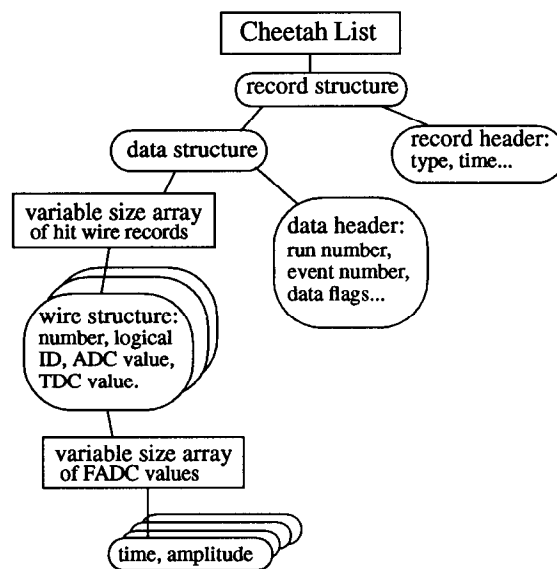 Cheetah List
record structure
record header:
type, time...
data structure
variable size array
of hit wire records
data header:
run number,
event number,
data flags...
wire structure:
number, logical
ID, ADC value,
TDC value.
variable size array
of FADC values
time, amplitude